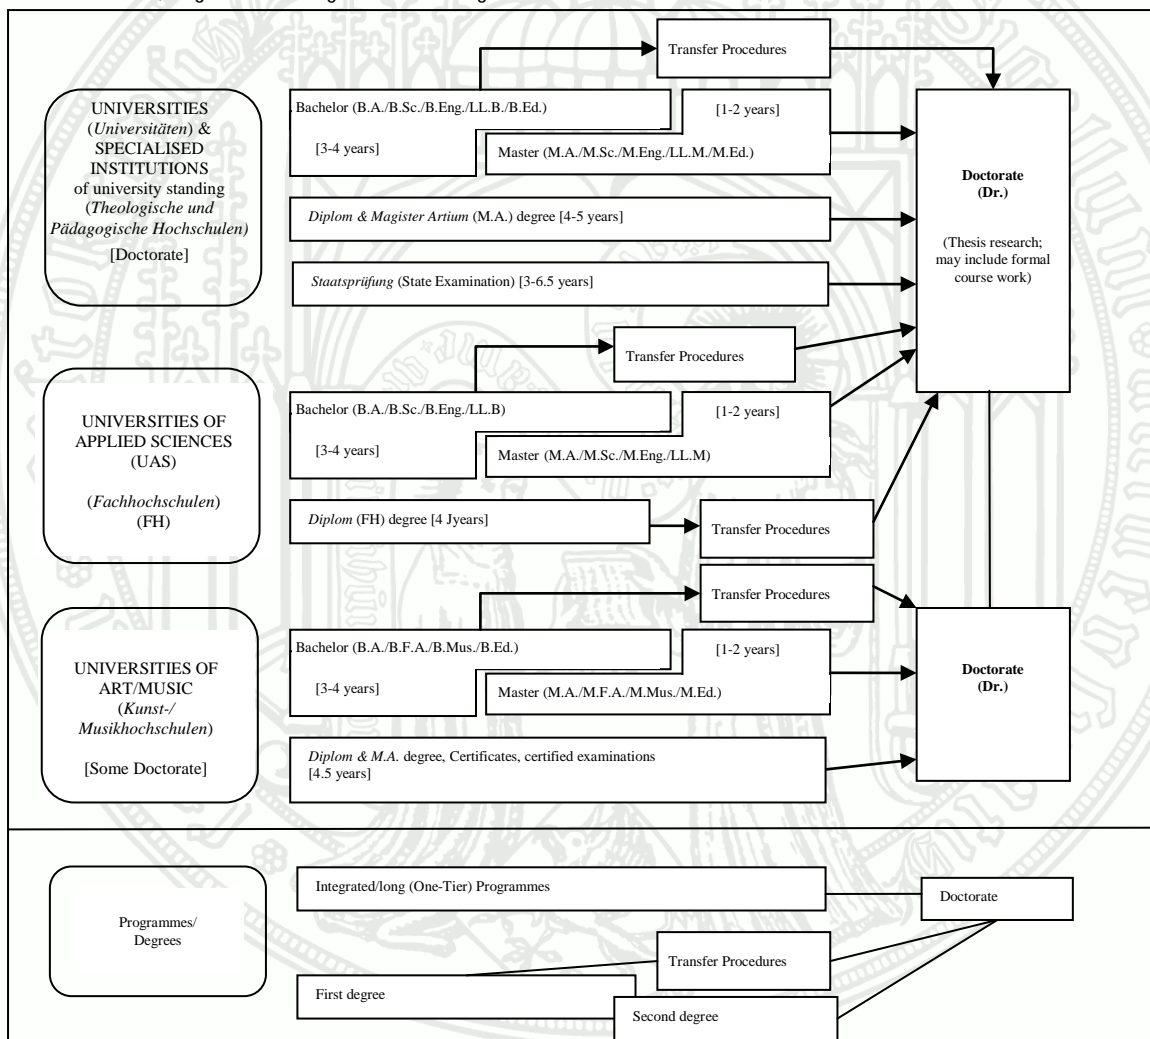 Transfer Procedures
UNIVERSITIES
(Universitäten) &
SPECIALISED
INSTITUTIONS
of university standing
(Theologische und
Pädagogische Hochschulen)
[Doctorate]
. Bachelor (B.A./B.Sc./B.Eng./LL.B./B.Ed.)
[1-2 years]
[3-4 years]
Master (M.A./M.Sc./M.Eng./LL.M./M.Ed.)
Diplom & Magister Artium (M.A.) degree [4-5 years]
Staatsprüfung (State Examination) [3-6.5 years]
Doctorate
(Dr.)
(Thesis research;
may include formal
course work)
Transfer Procedures
UNIVERSITIES OF
APPLIED SCIENCES
(UAS)
(Fachhochschulen)
(FH)
. Bachelor (B.A./B.Sc./B.Eng./LL.B)
[1-2 years]
[3-4 years]
Master (M.A./M.Sc./M.Eng./LL.M)
Diplom (FH) degree [4 Jyears]
Transfer Procedures
Transfer Procedures
UNIVERSITIES OF
ART/MUSIC
(Kunst-/
Musikhochschulen)
[Some Doctorate]
. Bachelor (B.A./B.F.A./B.Mus./B.Ed.)
[1-2 years]
[3-4 years]
Master (M.A./M.F.A./M.Mus./M.Ed.)
Diplom & M.A. degree, Certificates, certified examinations
[4.5 years]
Doctorate
(Dr.)
Programmes/
Degrees
Integrated/long (One-Tier) Programmes
Doctorate
Transfer Procedures
First degree
Second degree